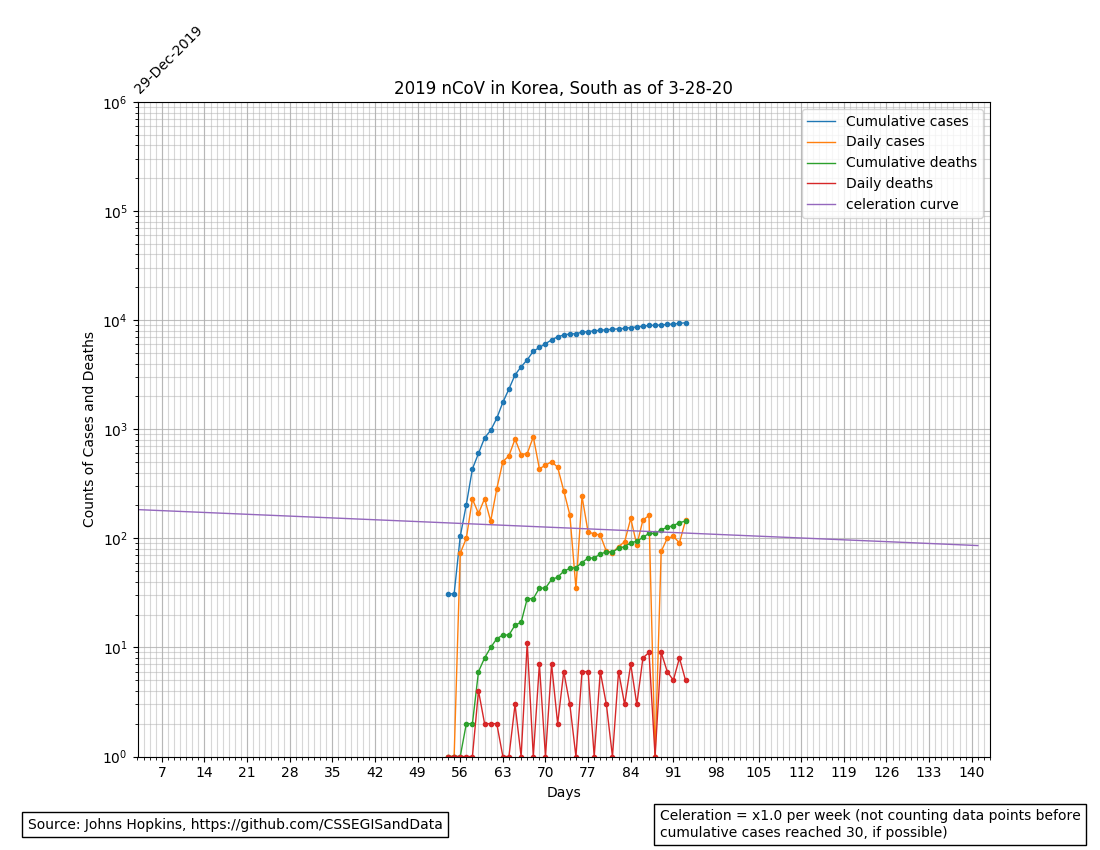 29-Dec-2019
2019 nCoV in Korea, South as of 3-28-20
Cumulative cases
Daily cases
Cumulative deaths
Daily deaths
celeration curve
Counts of Cases and Deaths
10^6
10^5
10^4
10^3
10^2
10^1
10^0
7 14 21 28 35 42 49 56 63 70 77 84 91 98 105 112 119 126 133 140
Days
Source: Johns Hopkins, https://github.com/CSSEGISandData
Celeration = x1.0 per week (not counting data points before
cumulative cases reached 30, if possible)